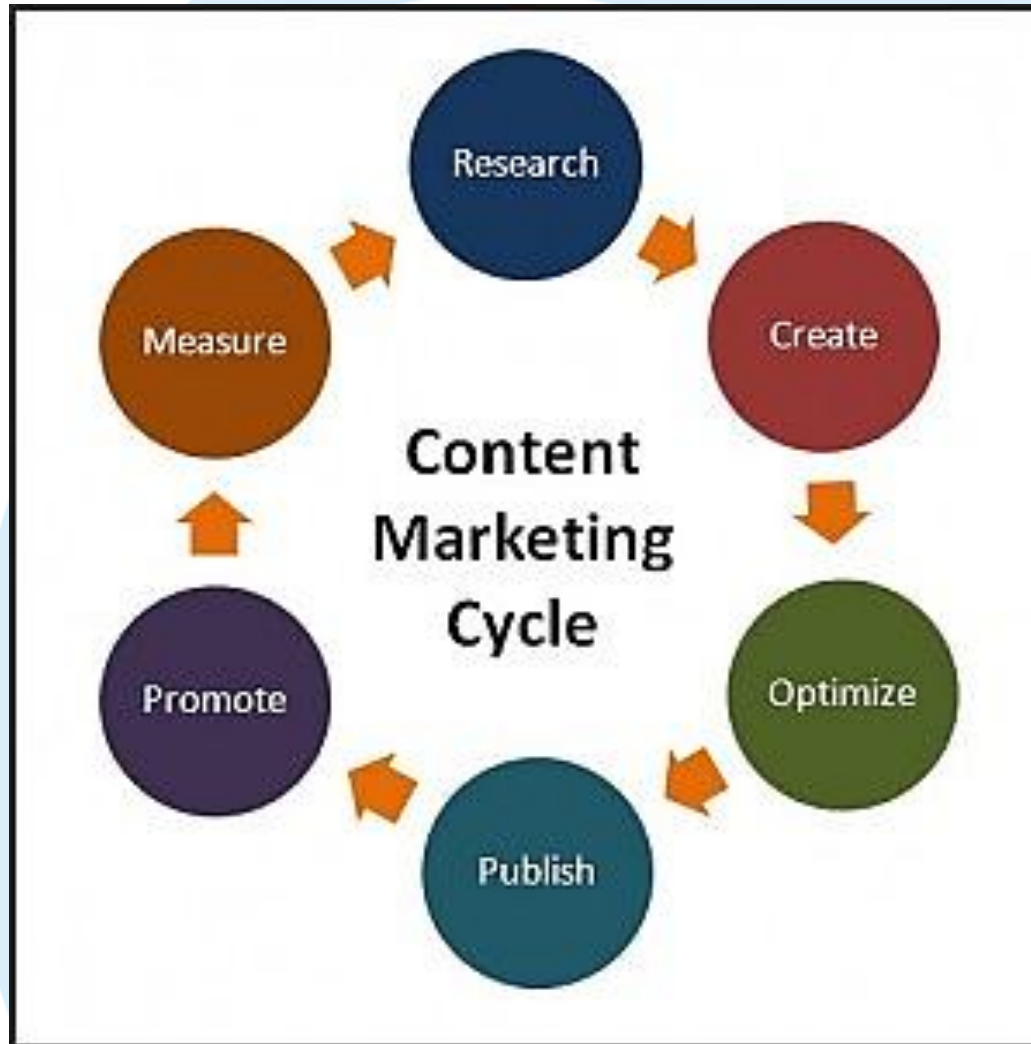 Research
Create
Optimize
Publish
Promote
Measure
Content
Marketing
Cycle